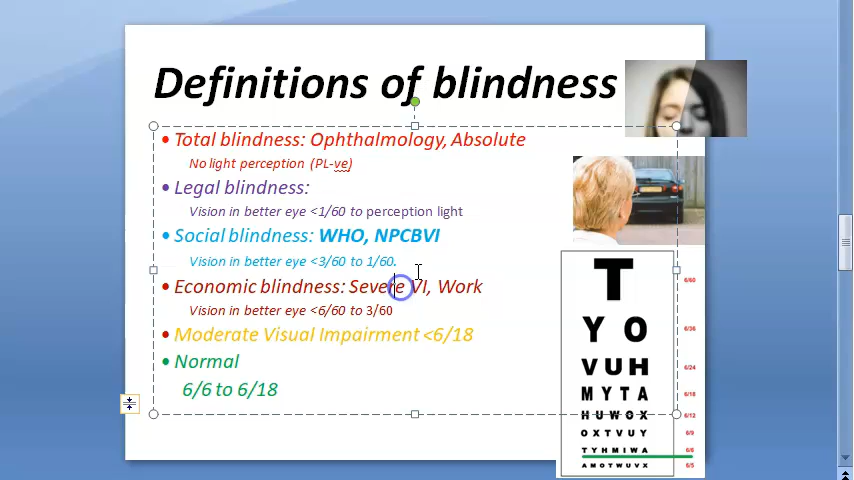 Definitions of blindness
• Total blindness: Ophthalmology, Absolute
No light perception (PL-ve)
• Legal blindness:
Vision in better eye <1/60 to perception light
• Social blindness: WHO, NPCBVI
Vision in better eye <3/60 to 1/60.
• Economic blindness: Severe VI, Work
Vision in better eye <6/60 to 3/60
• Moderate Visual Impairment <6/18
• Normal
6/6 to 6/18
T 6/60
Y O 6/36
V U H 6/24
M Y T A 6/18
H U W O X 6/12
O X T V U Y 6/9
T Y H M I W A 6/6
A M O T W U V X 6/5